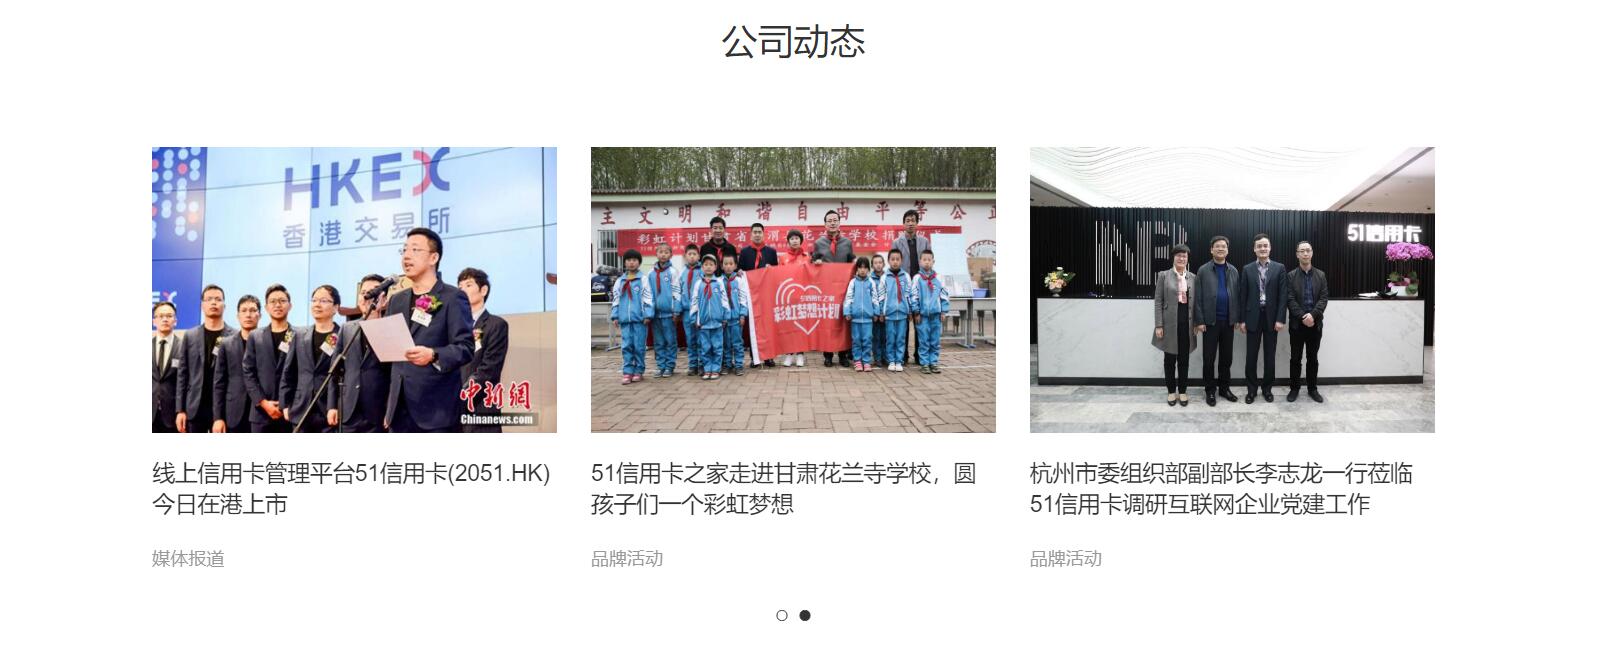 公司动态
HKEX
香港交易所
中新網
Chinanews.com
主文明和谐自由平等公正
51信用卡之家
彩虹梦想计划
51信用卡
线上信用卡管理平台51信用卡(2051.HK)
今日在港上市
媒体报道
51信用卡之家走进甘肃花兰寺学校，圆
孩子们一个彩虹梦想
品牌活动
杭州市委组织部副部长李志龙一行莅临
51信用卡调研互联网企业党建工作
品牌活动